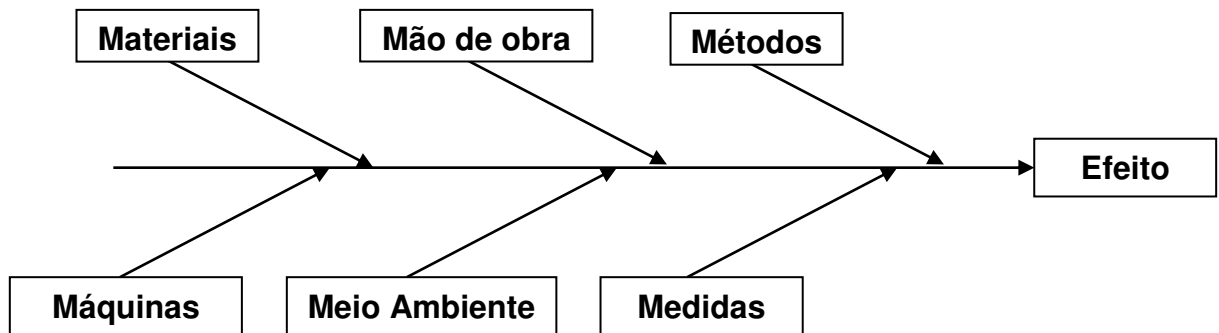 Materiais
Mão de obra
Métodos
Efeito
Máquinas
Meio Ambiente
Medidas